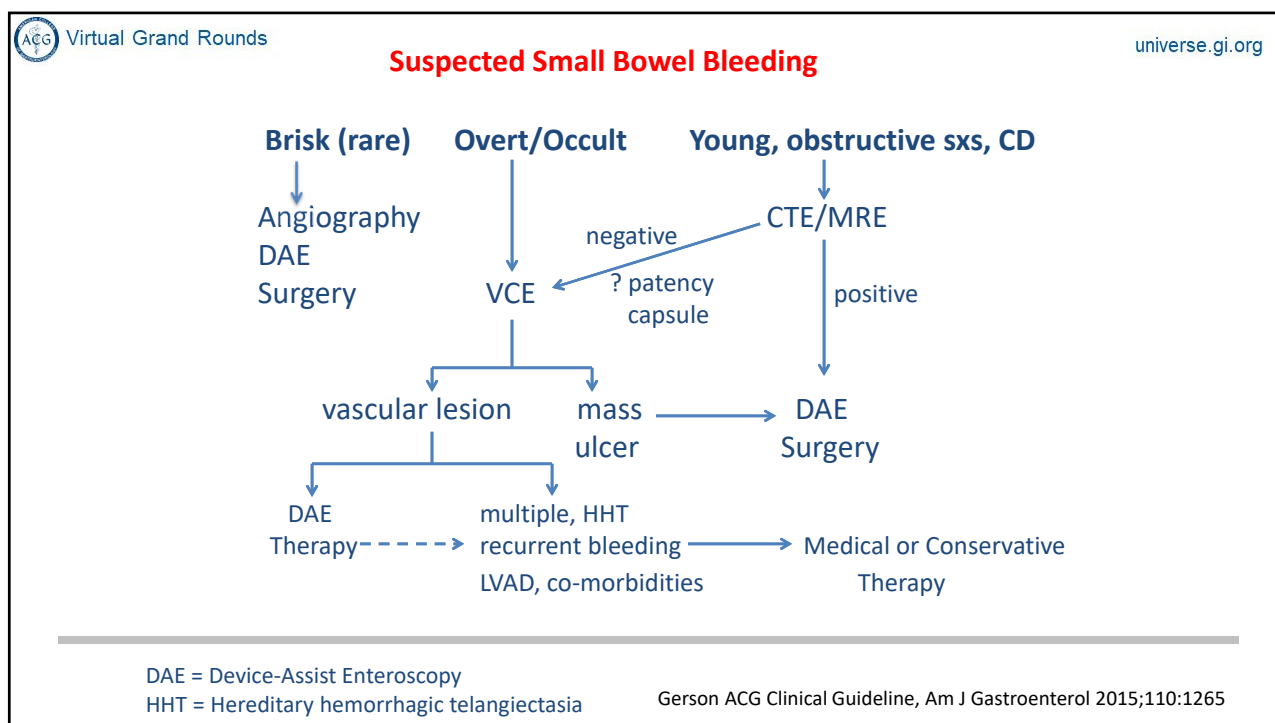 ACG
Virtual Grand Rounds
universe.gi.org
Suspected Small Bowel Bleeding
Brisk (rare)
Overt/Occult
Young, obstructive sxs, CD
Angiography
DAE
Surgery
CTE/MRE
negative
? patency
capsule
VCE
positive
vascular lesion
mass
ulcer
DAE
Surgery
DAE
Therapy
multiple, HHT
recurrent bleeding
LVAD, co-morbidities
Medical or Conservative
Therapy
DAE = Device-Assist Enteroscopy
HHT = Hereditary hemorrhagic telangiectasia
Gerson ACG Clinical Guideline, Am J Gastroenterol 2015;110:1265